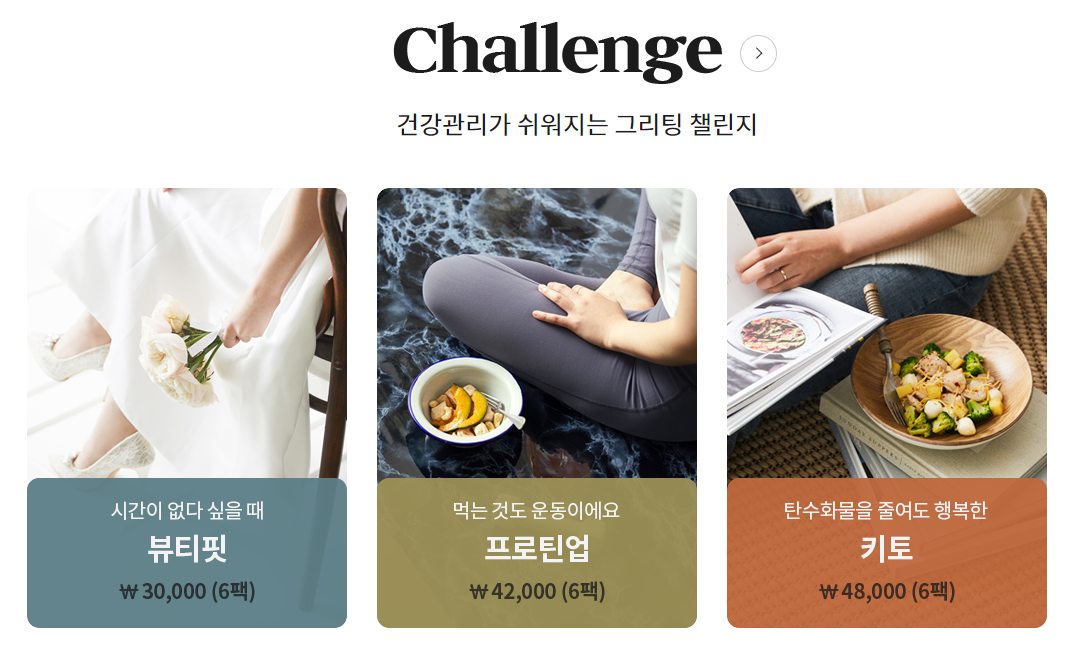 Challenge
건강관리가 쉬워지는 그리팅 챌린지
시간이 없다 싶을 때
뷰티핏
₩30,000 (6팩)
먹는 것도 운동이에요
프로틴업
₩42,000 (6팩)
탄수화물을 줄여도 행복한
키토
₩48,000 (6팩)